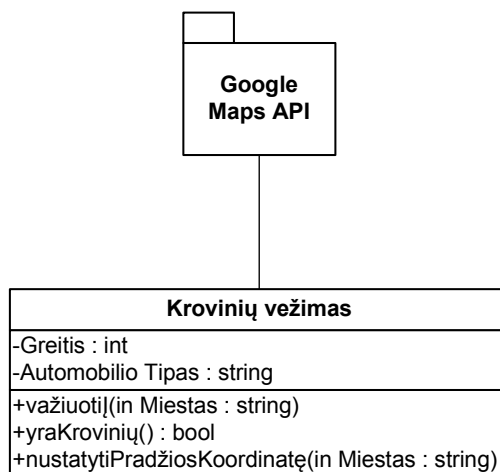 Google
Maps API
Krovinių vežimas
-Greitis : int
-Automobilio Tipas : string
+važiuotiĮ(in Miestas : string)
+yraKrovinių() : bool
+nustatytiPradžiosKoordinatę(in Miestas : string)